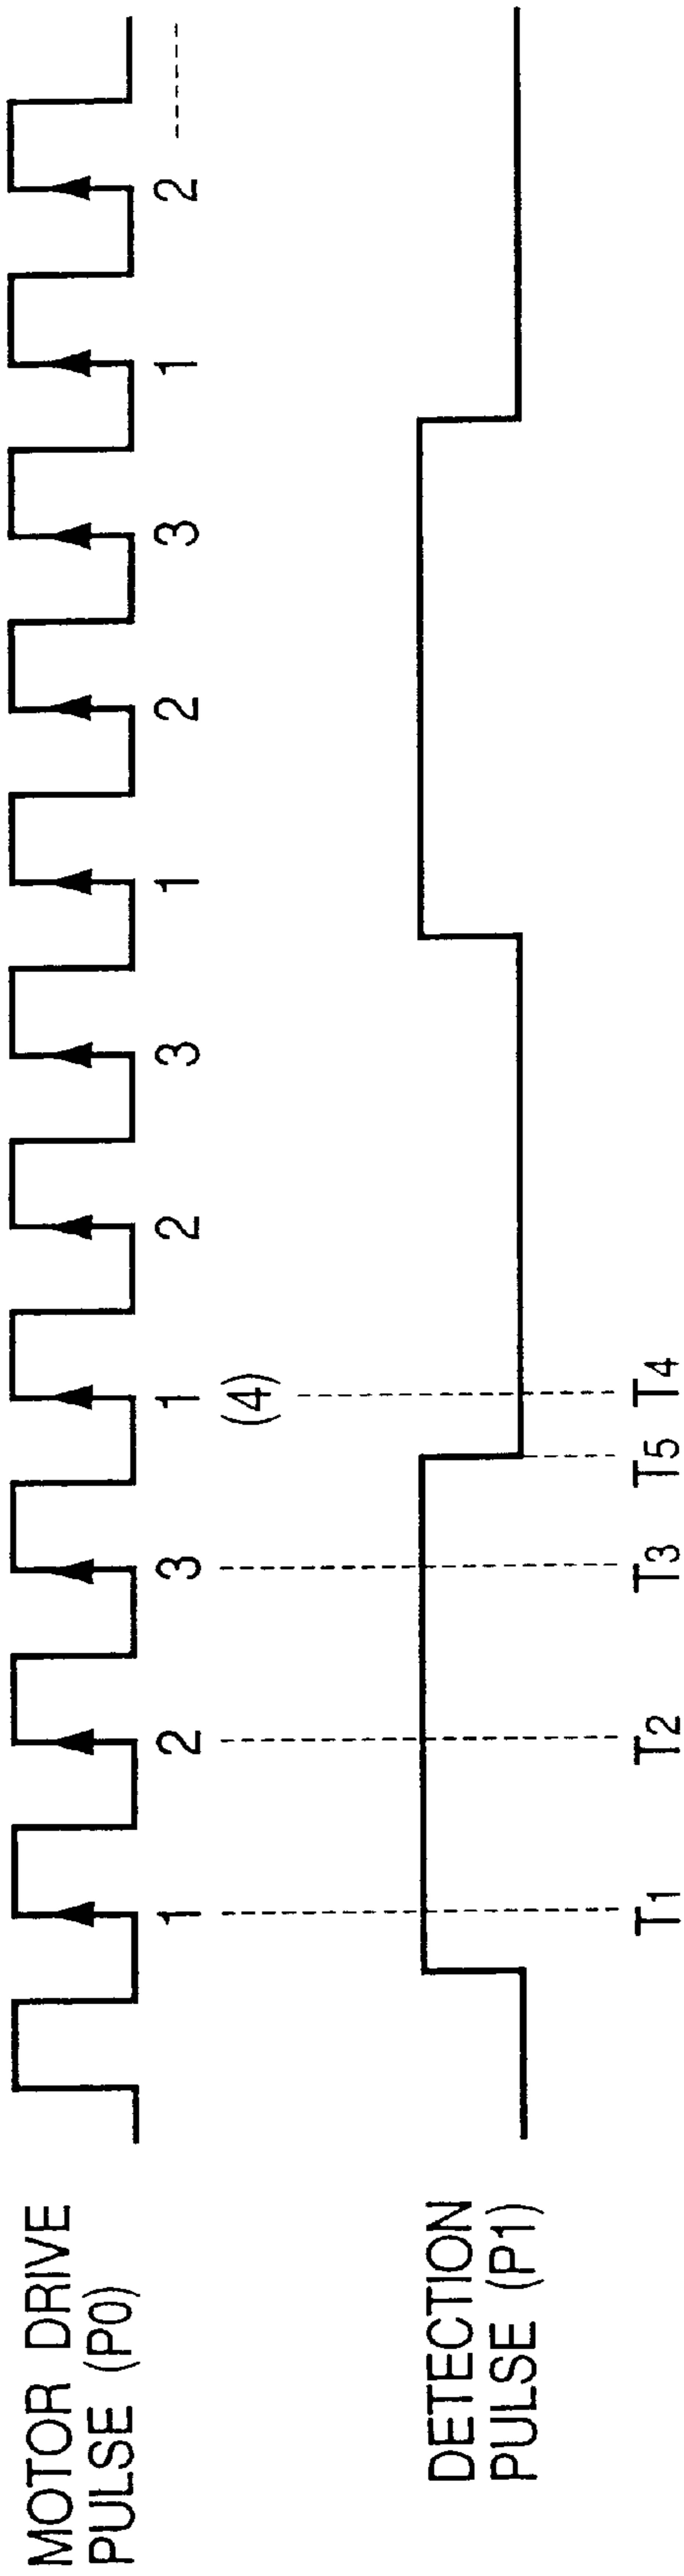 MOTOR DRIVE
PULSE (P0)
1 2 3 1 2 3 1 2 3 1 2
(4)
DETECTION
PULSE (P1)
T1 T2 T3 T5 T4